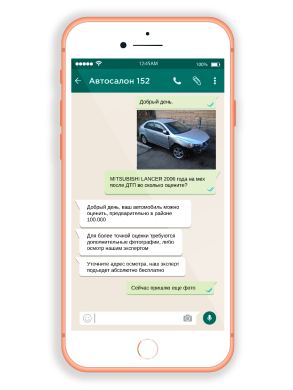 12:45AM
100%
Автосалон 152
Добрый день.
MITSUBISHI LANCER 2006 года на мех
после ДТП во сколько оцените?
Добрый день, ваш автомобиль можно
оценить, предварительно в районе
100.000
Для более точной оценки требуются
дополнительные фотографии, либо
осмотр нашим экспертом
Уточните адрес осмотра, наш эксперт
подъедет абсолютно бесплатно
Сейчас пришлю еще фото